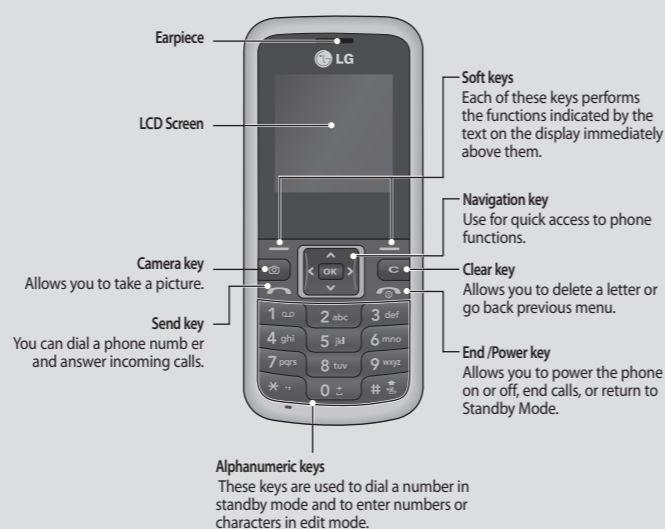 Earpiece
LG
Soft keys
Each of these keys performs
the functions indicated by the
text on the display immediately
above them.
LCD Screen
Navigation key
Use for quick access to phone
functions.
OK
Camera key
Allows you to take a picture.
C
Clear key
Allows you to delete a letter or
go back previous menu.
Send key
You can dial a phone numb er
and answer incoming calls.
End /Power key
Allows you to power the phone
on or off, end calls, or return to
Standby Mode.
1 2 abc 3 def
4 ghi 5 jkl 6 mno
7 pqrs 8 tuv 9 wxyz
* 0 + #
Alphanumeric keys
These keys are used to dial a number in
standby mode and to enter numbers or
characters in edit mode.